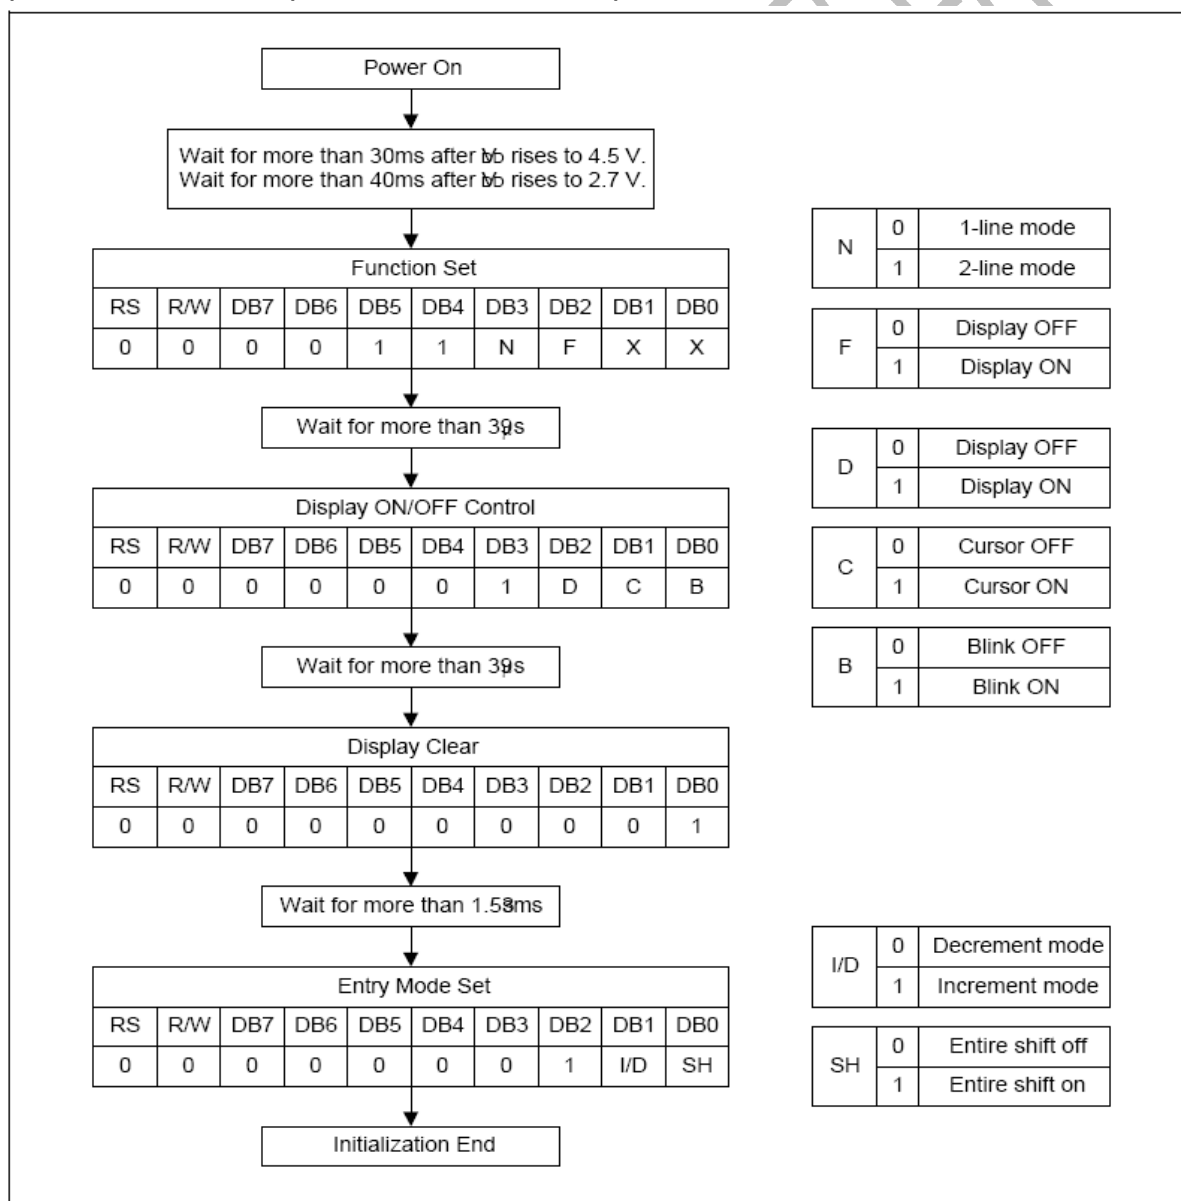 Power On
Wait for more than 30ms after rises to 4.5 V.
Wait for more than 40ms after rises to 2.7 V.
Function Set
RS R/W DB7 DB6 DB5 DB4 DB3 DB2 DB1 DB0
0 0 0 0 1 1 N F X X
Wait for more than
Display ON/OFF Control
RS R/W DB7 DB6 DB5 DB4 DB3 DB2 DB1 DB0
0 0 0 0 0 0 1 D C B
Wait for more than
Display Clear
RS R/W DB7 DB6 DB5 DB4 DB3 DB2 DB1 DB0
0 0 0 0 0 0 0 0 0 1
Wait for more than 1.53ms
Entry Mode Set
RS R/W DB7 DB6 DB5 DB4 DB3 DB2 DB1 DB0
0 0 0 0 0 0 0 1 I/D SH
Initialization End
N
0 1-line mode
1 2-line mode
F
0 Display OFF
1 Display ON
D
0 Display OFF
1 Display ON
C
0 Cursor OFF
1 Cursor ON
B
0 Blink OFF
1 Blink ON
I/D
0 Decrement mode
1 Increment mode
SH
0 Entire shift off
1 Entire shift on